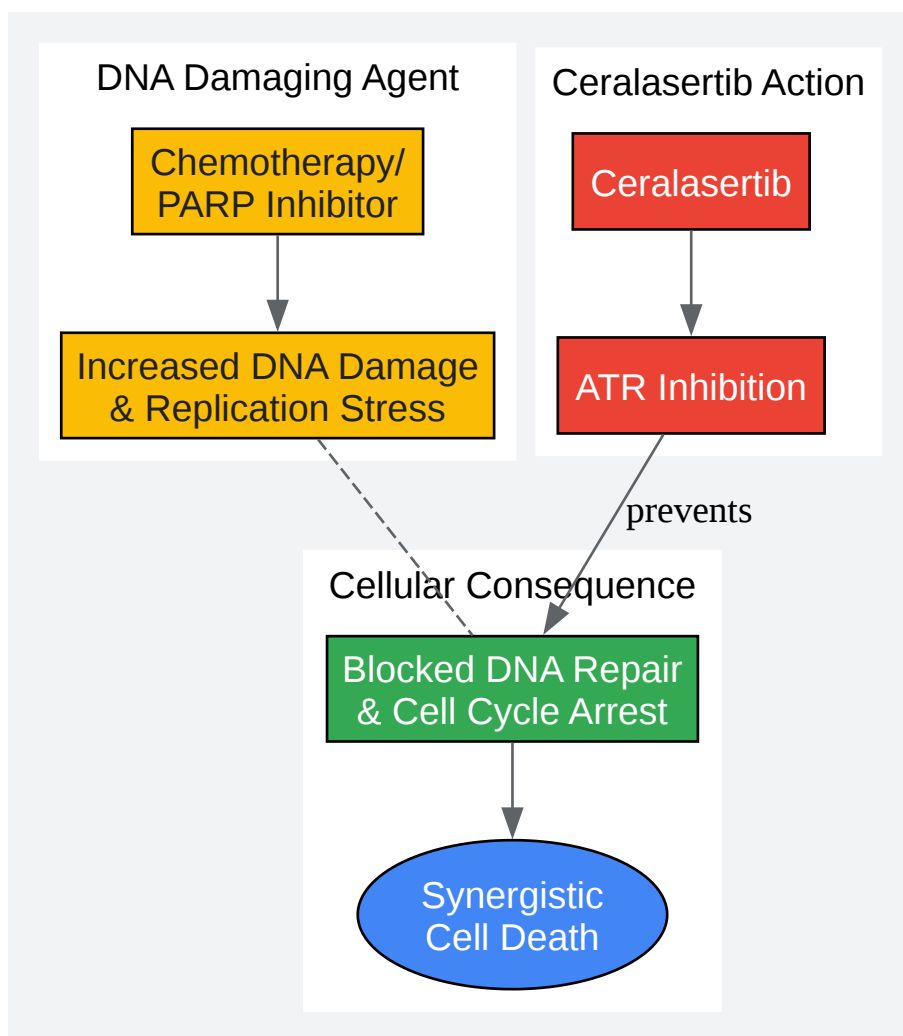 DNA Damaging Agent
Chemotherapy/
PARP Inhibitor
Increased DNA Damage
& Replication Stress
Ceralasertib Action
Ceralasertib
ATR Inhibition
prevents
Cellular Consequence
Blocked DNA Repair
& Cell Cycle Arrest
Synergistic
Cell Death